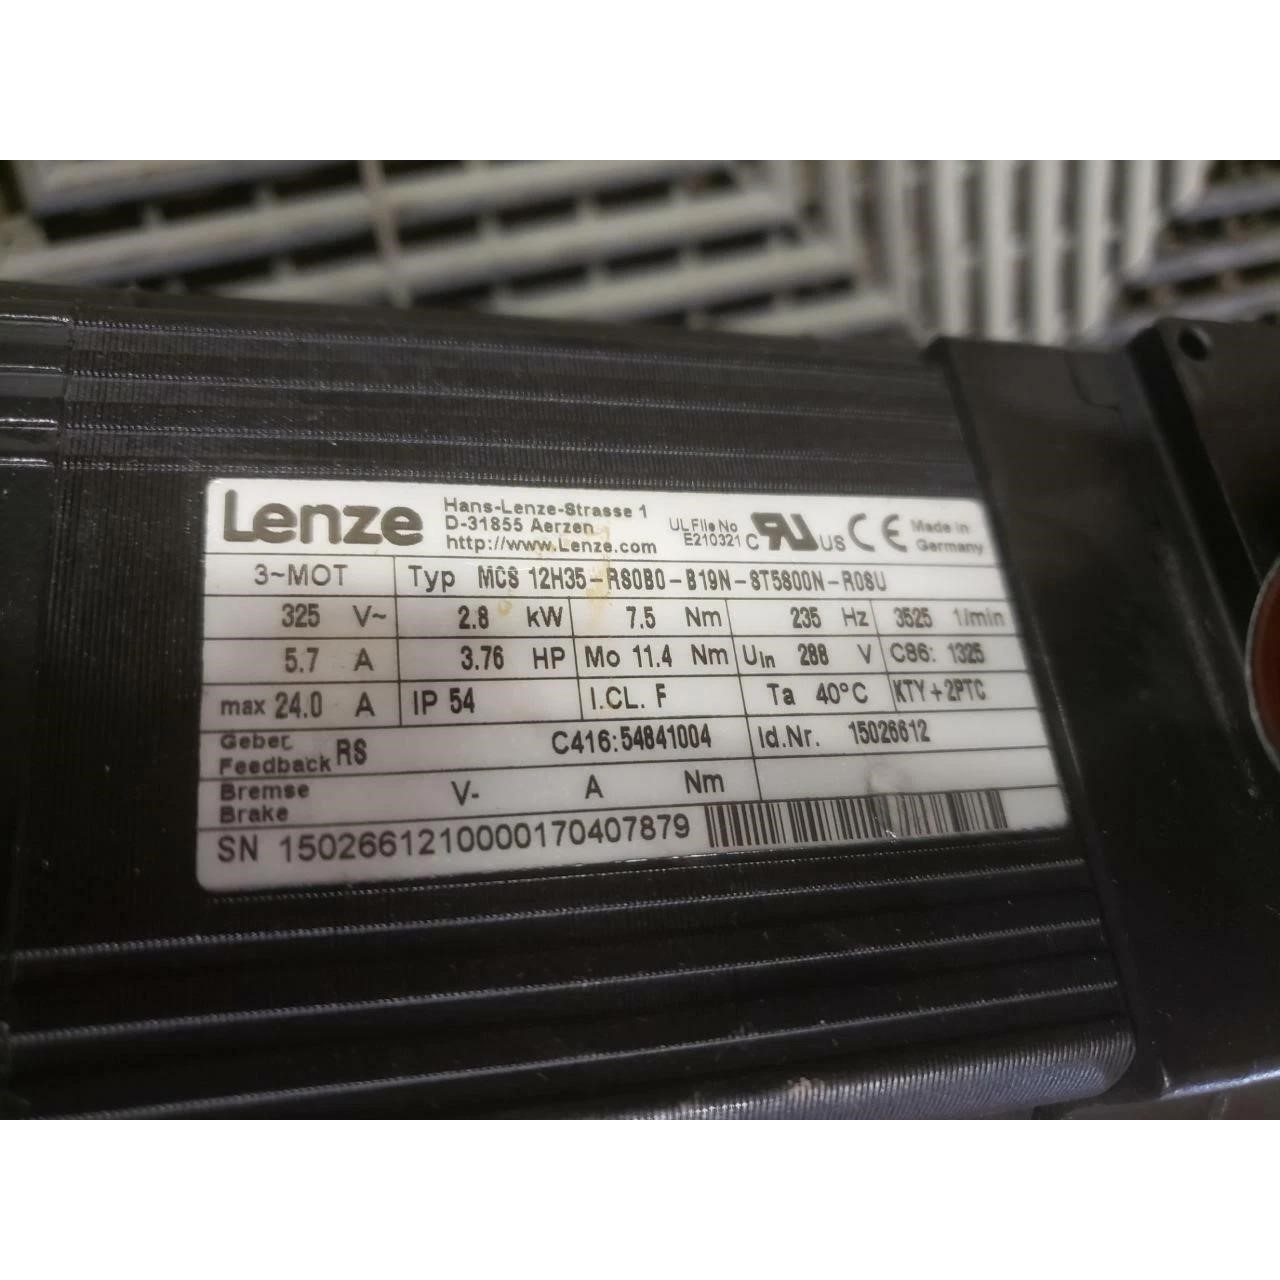 Lenze
Hans-Lenze-Strasse 1
D-31855 Aerzen
http://www.Lenze.com
UL File No
E210321
C RU US CE
Made in
Germany
3~MOT Typ MCS 12H35-RS0B0-B19N-ST5S00N-R0SU
325 V~ 2.8 kW 7.5 Nm 235 Hz 3525 1/min
5.7 A 3.76 HP Mo 11.4 Nm Uin 288 V C86: 1325
max 24.0 A IP 54 I.CL. F Ta 40°C KTY+2PTC
Geber
Feedback RS C416:54841004 Id.Nr. 15026612
Bremse
Brake V- A Nm
SN 1502661210000170407879